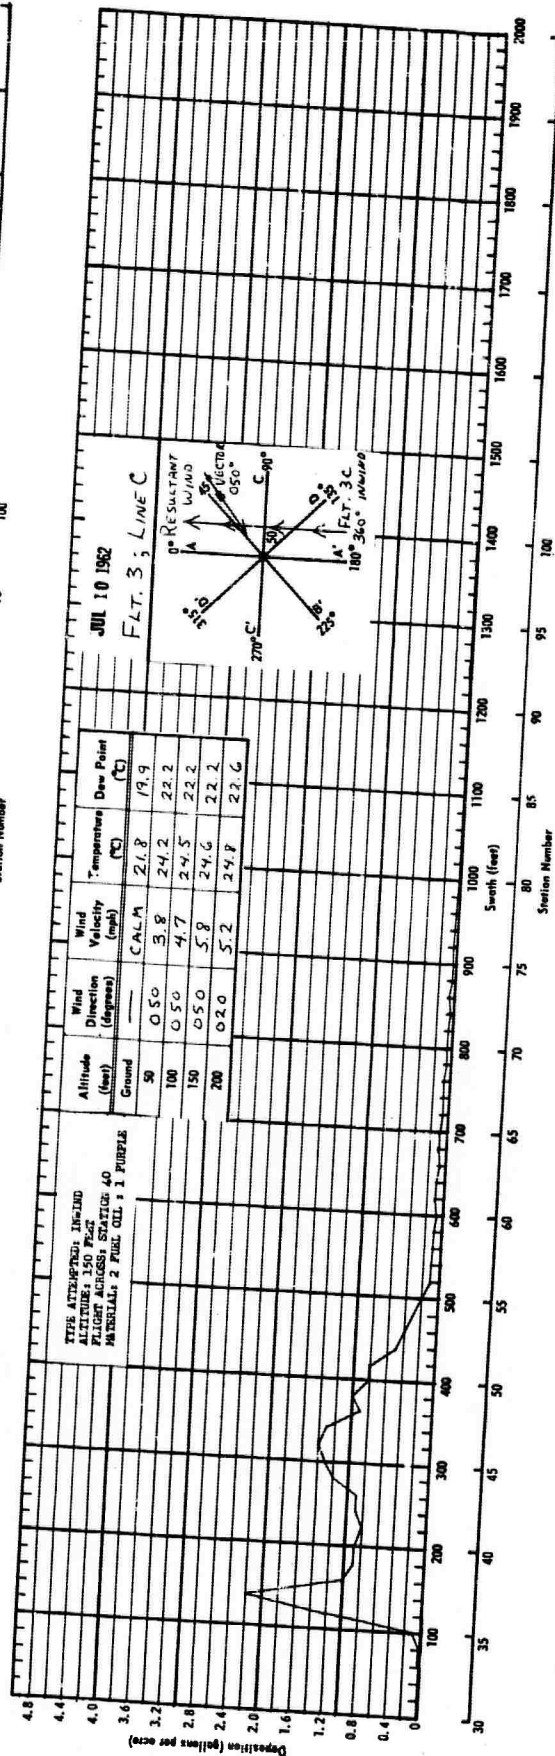 Station Number
100
TYPE ATTEMPTED: INWIND
ALTITUDE: 150 FEET
FLIGHT ACROSS: STATION 40
MATERIAL: 2 FUEL OIL : 1 PURPLE
Altitude (feet) Wind Direction (degrees) Wind Velocity (mph) Temperature (°C) Dew Point (°C)
Ground — CALM 21.8 19.9
50 050 3.8 24.2 22.2
100 050 4.7 24.5 22.2
150 050 5.8 24.6 22.2
200 020 5.2 24.8 22.6
JUL 10 1962
FLT. 3 ; LINE C
0° RESULTANT
WIND
VECTOR
050°
A
45°
315° D'
270° C'
C 90°
50
D 135°
B'
225°
A'
180°
FLT. 3C
360° INWIND
Deposition (gallons per acre)
4.8
4.4
4.0
3.6
3.2
2.8
2.4
2.0
1.6
1.2
0.8
0.4
0
100 200 300 400 500 600 700 800 900 1000 1100 1200 1300 1400 1500 1600 1700 1800 1900 2000
Swath (feet)
30 35 40 45 50 55 60 65 70 75 80 85 90 95 100
Station Number